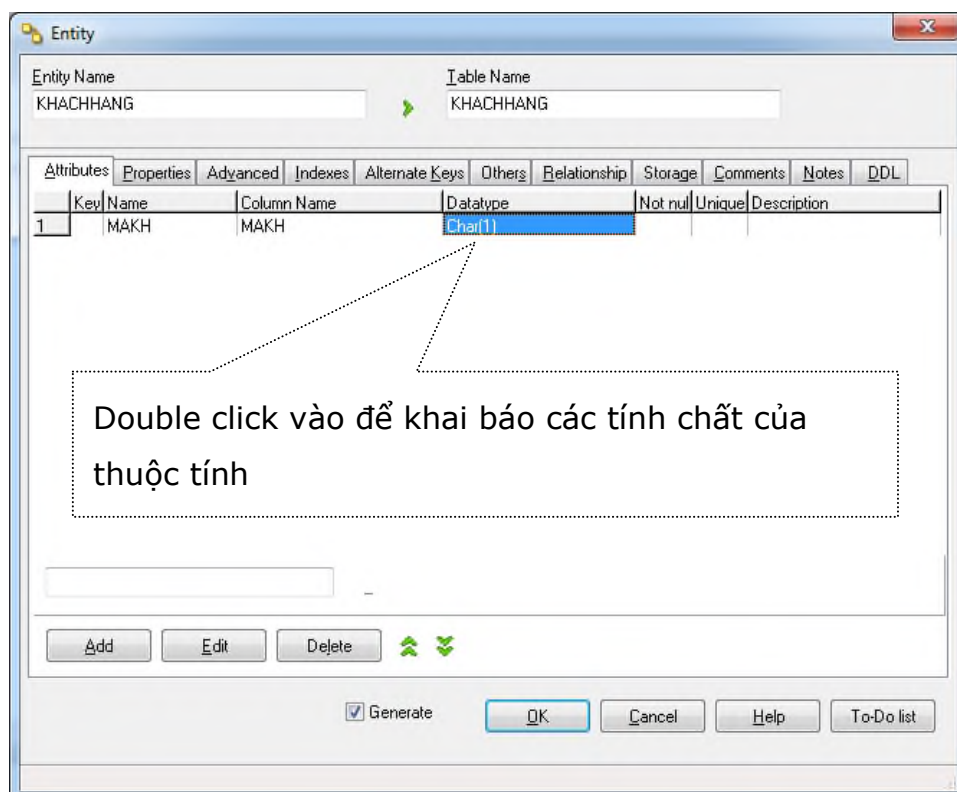 Entity
Entity Name Table Name
KHACHHANG KHACHHANG
Attributes Properties Advanced Indexes Alternate Keys Others Relationship Storage Comments Notes DDL
Key Name Column Name Datatype Not nul Unique Description
1 MAKH MAKH Char(1)
Double click vào để khai báo các tính chất của
thuộc tính
Add Edit Delete
Generate OK Cancel Help To-Do list